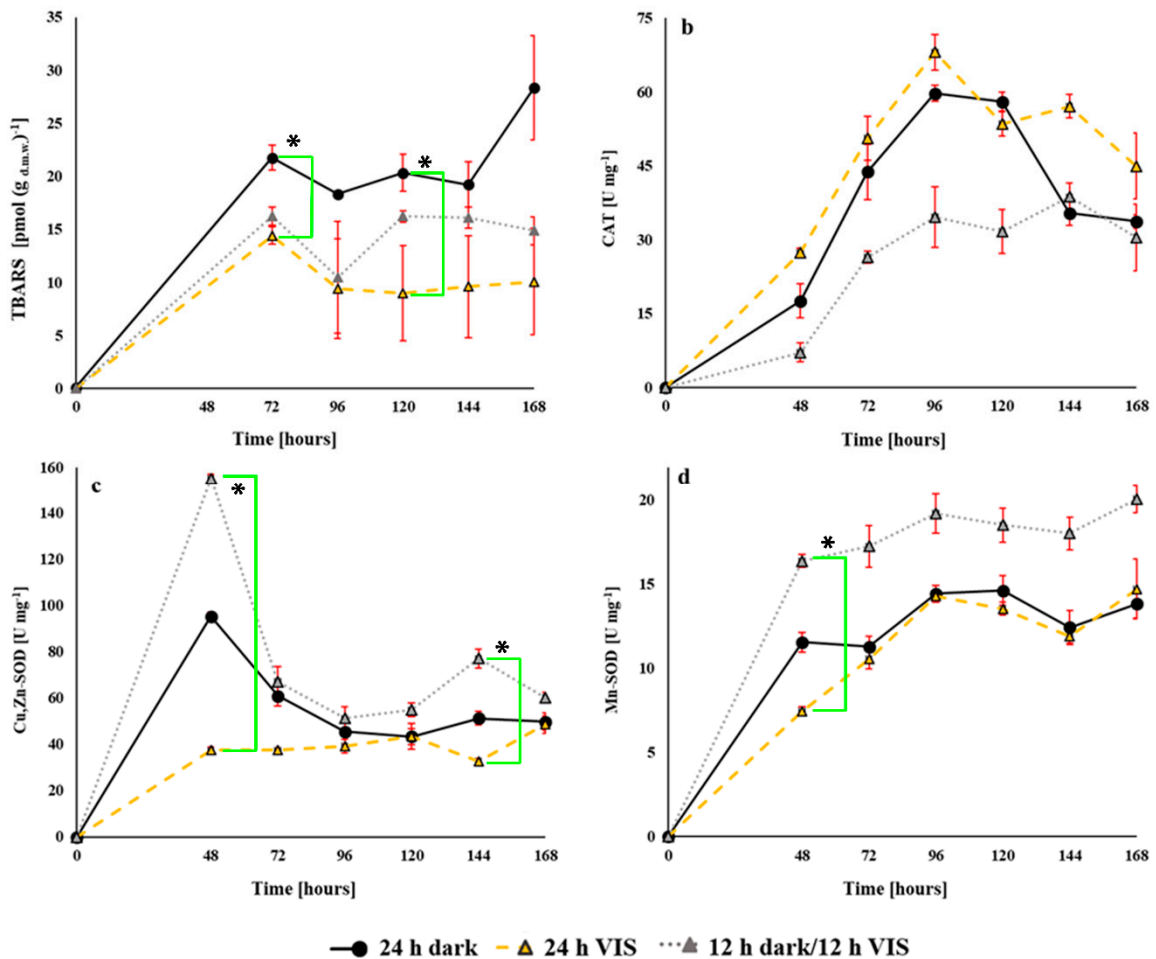 35
30
25
20
15
10
5
0
TBARS [pmol (g d.m.w.)-1]
*
*
0 48 72 96 120 144 168
Time [hours]
b
75
60
45
30
15
0
CAT [U mg-1]
0 48 72 96 120 144 168
Time [hours]
c
160
140
120
100
80
60
40
20
0
Cu,Zn-SOD [U mg-1]
*
*
0 48 72 96 120 144 168
Time [hours]
d
20
15
10
5
0
Mn-SOD [U mg-1]
*
0 48 72 96 120 144 168
Time [hours]
24 h dark 24 h VIS 12 h dark/12 h VIS